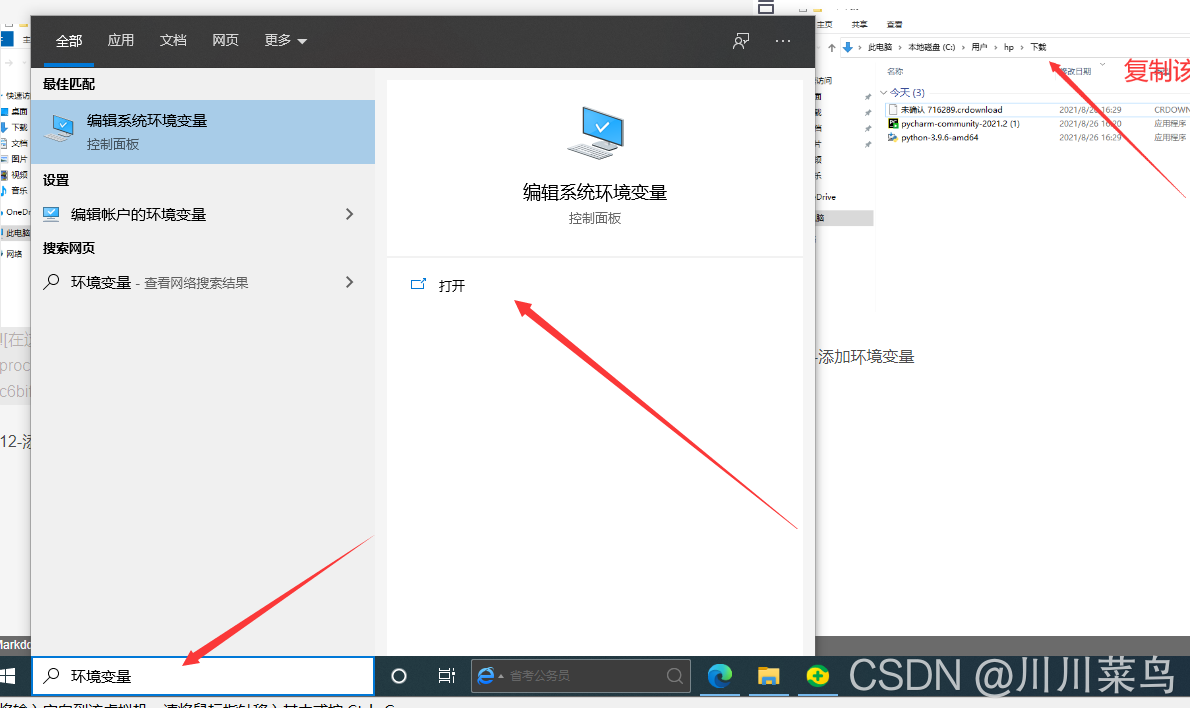 全部 应用 文档 网页 更多
最佳匹配
编辑系统环境变量
控制面板
设置
编辑帐户的环境变量
搜索网页
环境变量 - 查看网络搜索结果
编辑系统环境变量
控制面板
打开
环境变量
省考公务员
快速访
桌面
下载
文档
图片
视频
音乐
OneDr
此电脑
网络
![在这
proc
c6bif
12-添
Markdo
主页 共享 查看
此电脑 › 本地磁盘 (C:) › 用户 › hp › 下载
复制该
名称 修改日期
今天 (3)
未确认 716289.crdownload 2021/8/26 16:29 CRDOWN
pycharm-community-2021.2 (1) 2021/8/26 16:20 应用程序
python-3.9.6-amd64 2021/8/26 16:29 应用程序
访问
Drive
脑
-添加环境变量
CSDN @川川菜鸟